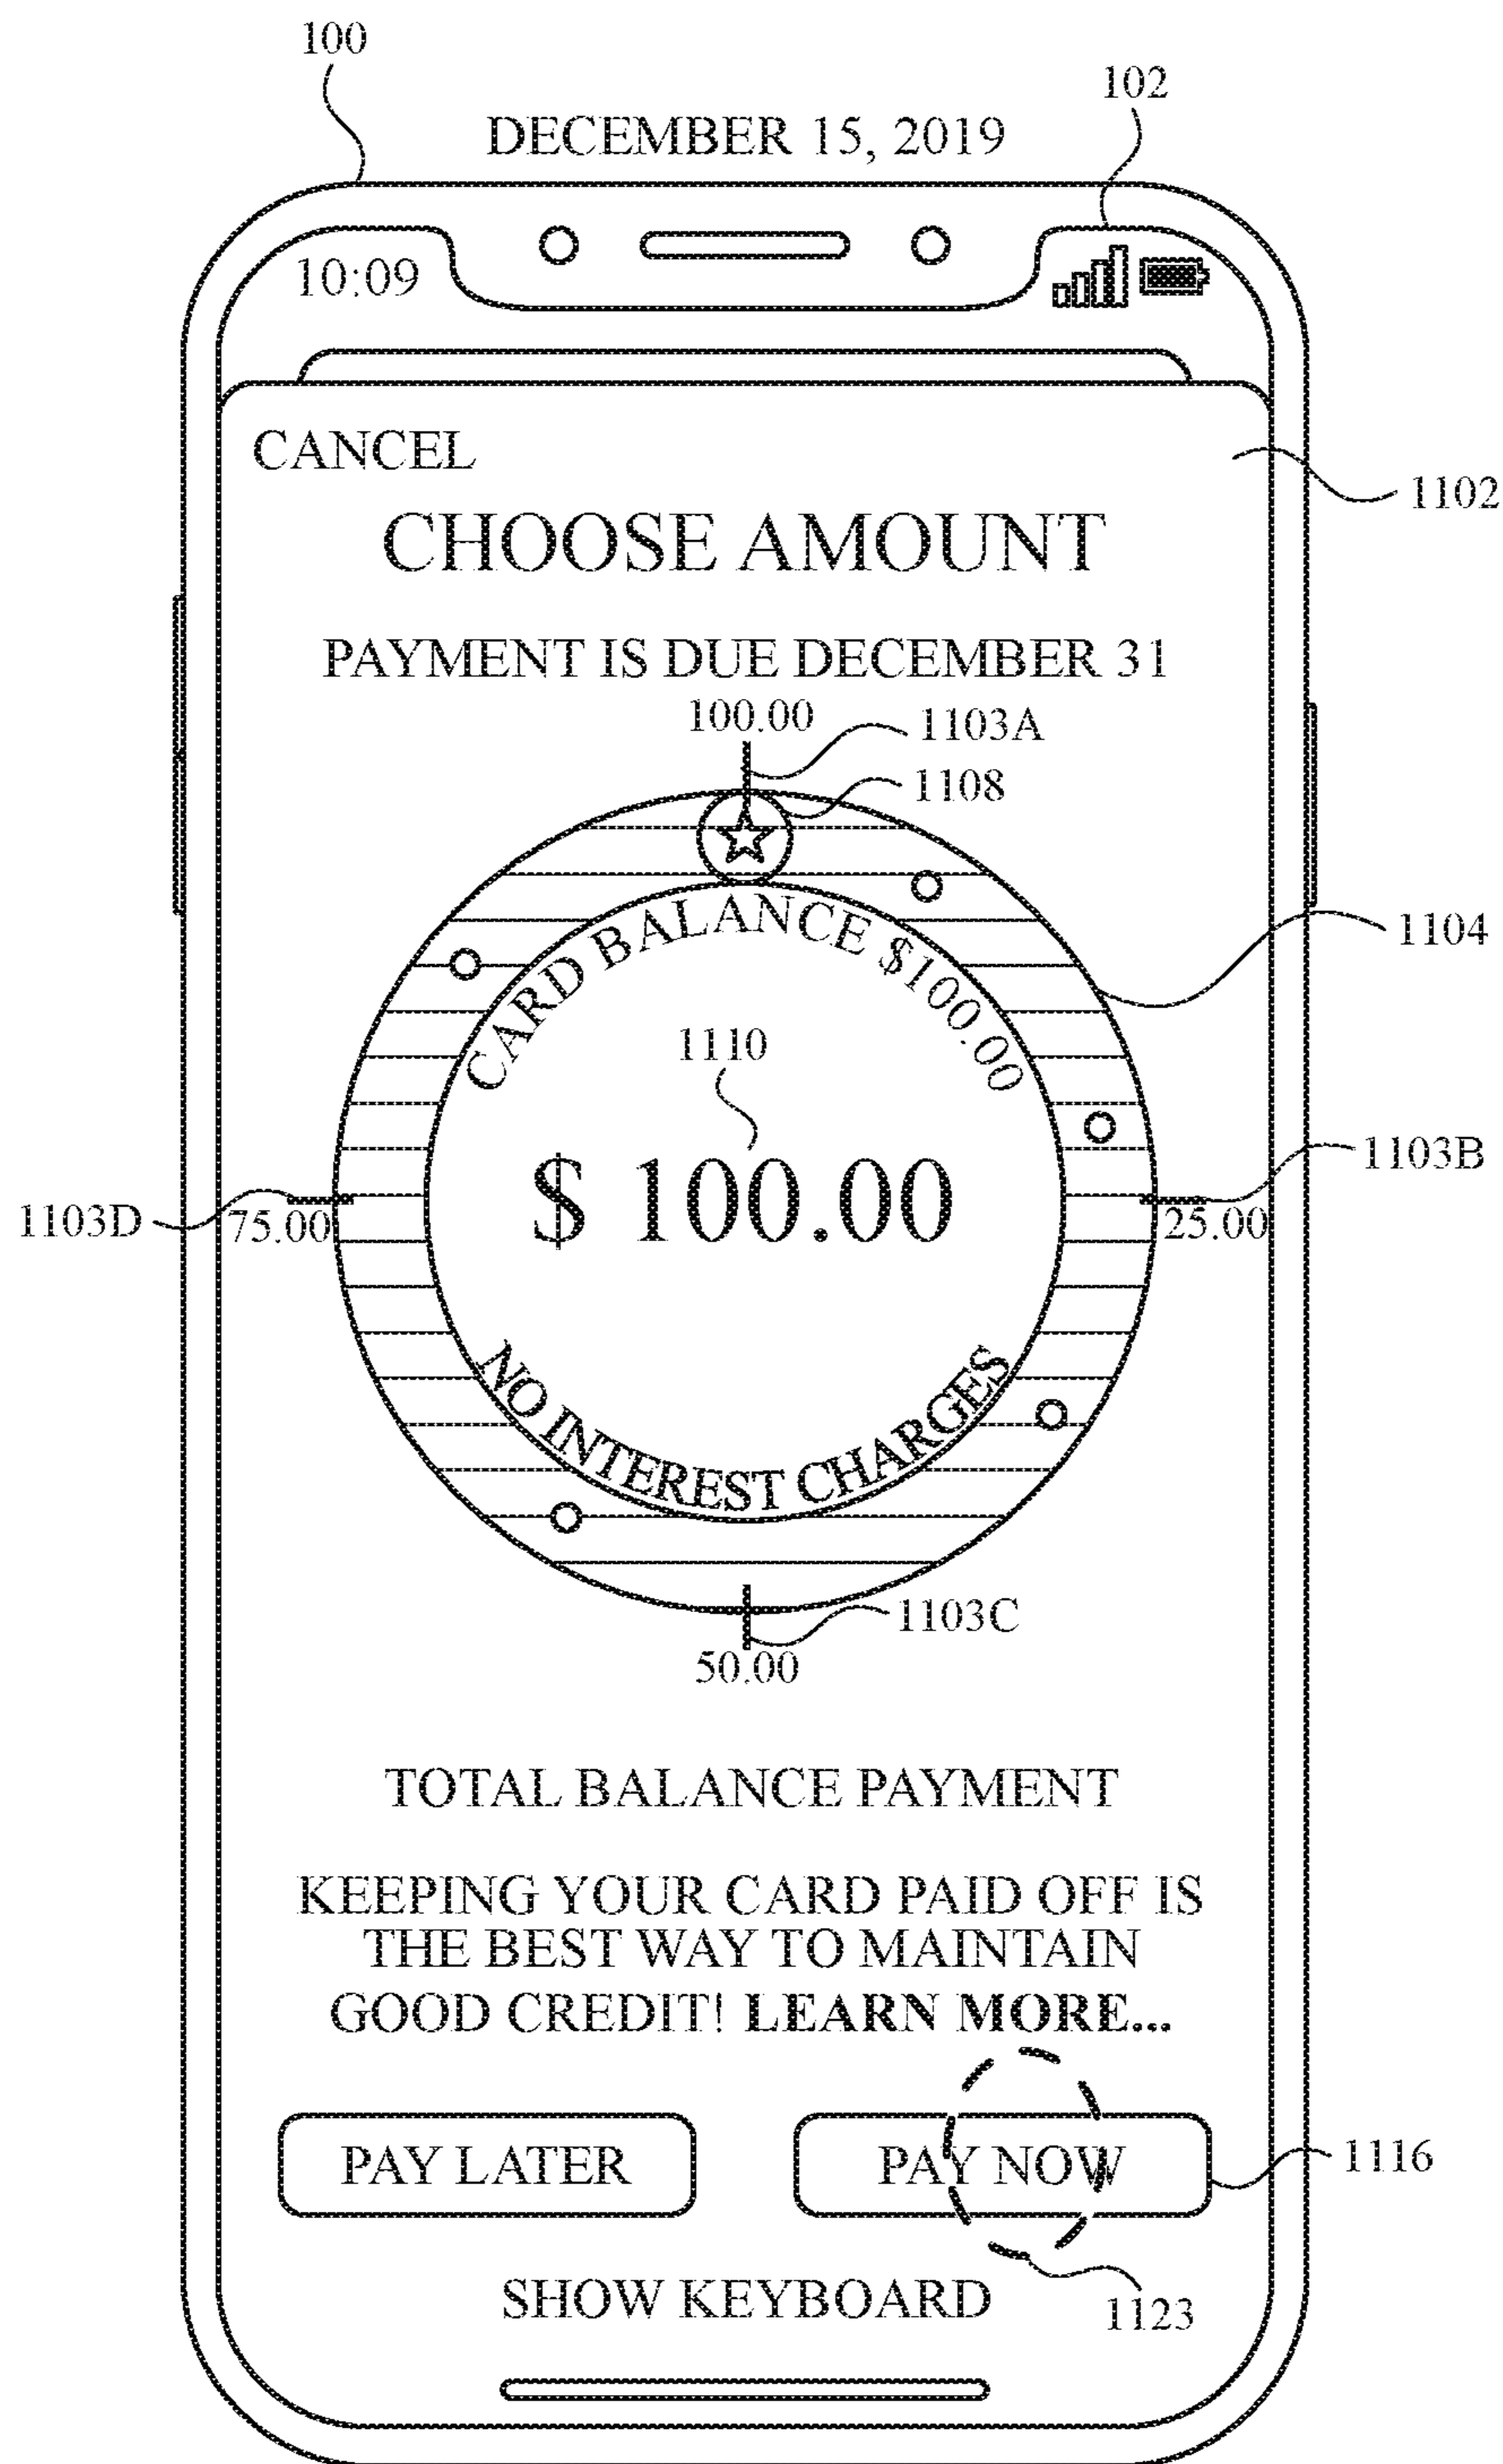 100
102
DECEMBER 15, 2019
10:09
CANCEL
1102
CHOOSE AMOUNT
PAYMENT IS DUE DECEMBER 31
100.00
1103A
1108
1104
CARD BALANCE $100.00
1110
$ 100.00
1103B
1103D
75.00
25.00
NO INTEREST CHARGES
1103C
50.00
TOTAL BALANCE PAYMENT
KEEPING YOUR CARD PAID OFF IS
THE BEST WAY TO MAINTAIN
GOOD CREDIT! LEARN MORE...
PAY LATER
PAY NOW
1116
SHOW KEYBOARD
1123